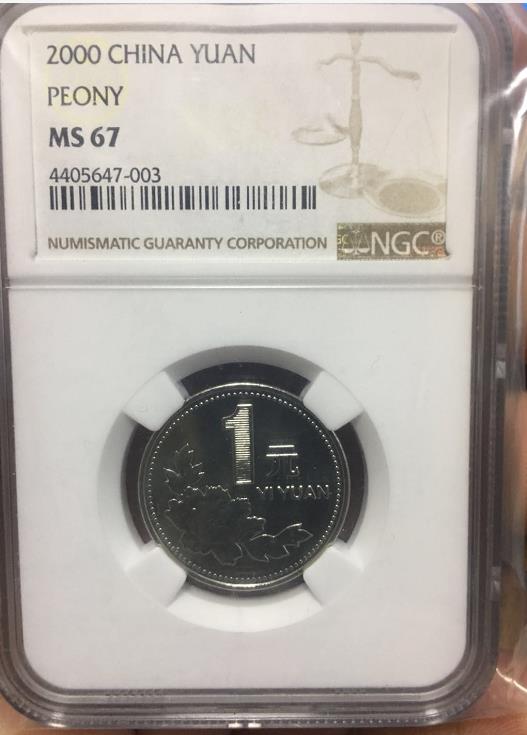 2000 CHINA YUAN
PEONY
MS 67
4405647-003
NUMISMATIC GUARANTY CORPORATION
NGC®
1
元
YI YUAN